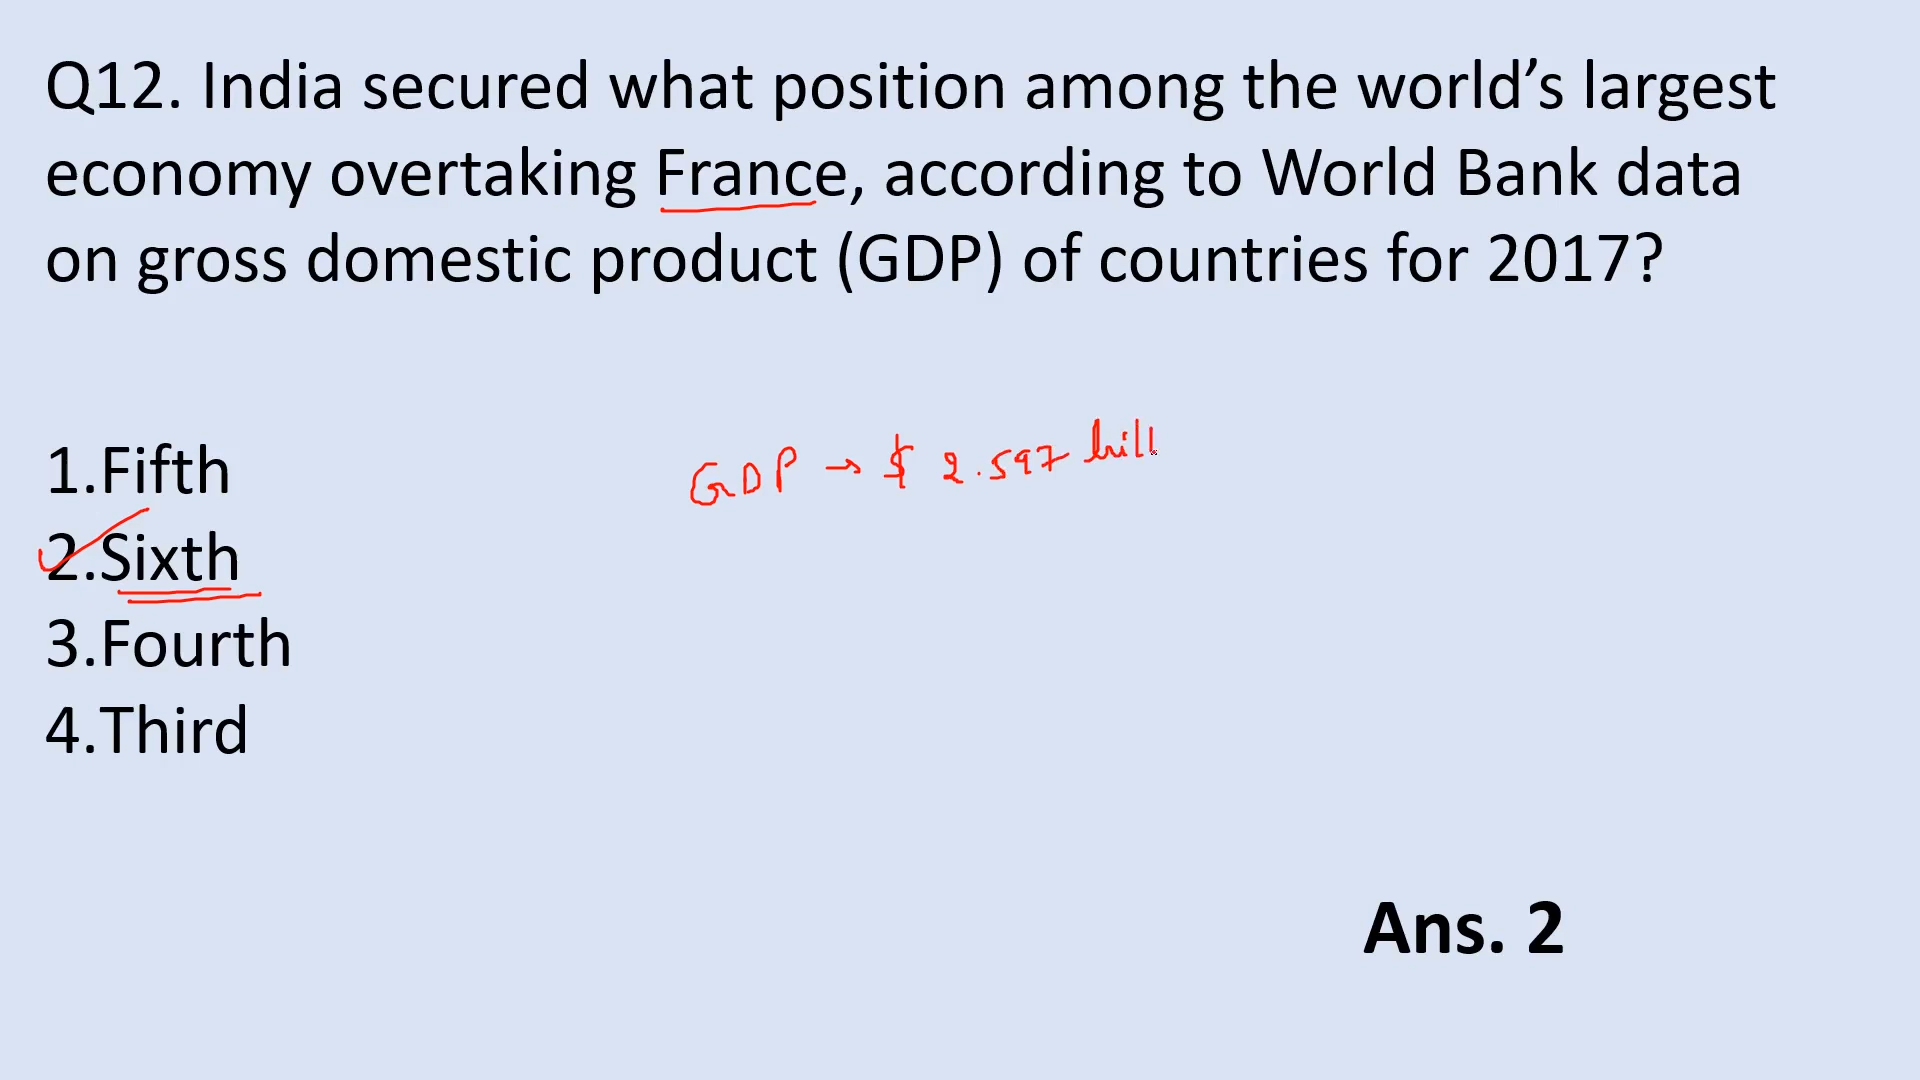 Q12. India secured what position among the world’s largest
economy overtaking France, according to World Bank data
on gross domestic product (GDP) of countries for 2017?
1.Fifth
GDP → $ 2.597 bill
2.Sixth
3.Fourth
4.Third
Ans. 2